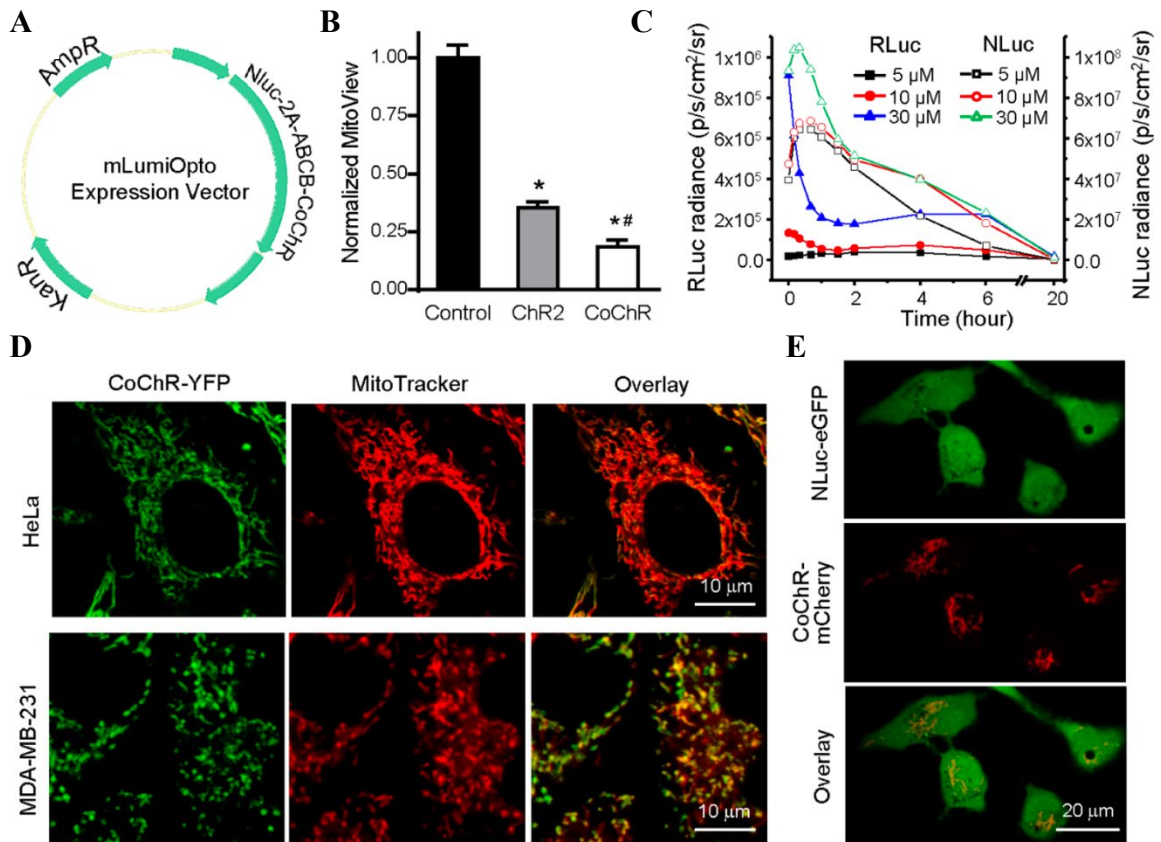 A
AmpR
Nluc-2A-ABCB-CoChR
mLumiOpto
Expression Vector
KanR
B
Normalized MitoView
1.00
0.75
0.50
0.25
0.00
*
*#
Control
ChR2
CoChR
C
RLuc radiance (p/s/cm²/sr)
1x10⁶
8x10⁵
6x10⁵
4x10⁵
2x10⁵
0.0
RLuc
NLuc
5 µM
5 µM
10 µM
10 µM
30 µM
30 µM
1x10⁸
8x10⁷
6x10⁷
4x10⁷
2x10⁷
0.0
NLuc radiance (p/s/cm²/sr)
0
2
4
6
20
Time (hour)
D
CoChR-YFP
MitoTracker
Overlay
HeLa
10 µm
MDA-MB-231
10 µm
E
NLuc-eGFP
CoChR-
mCherry
Overlay
20 µm